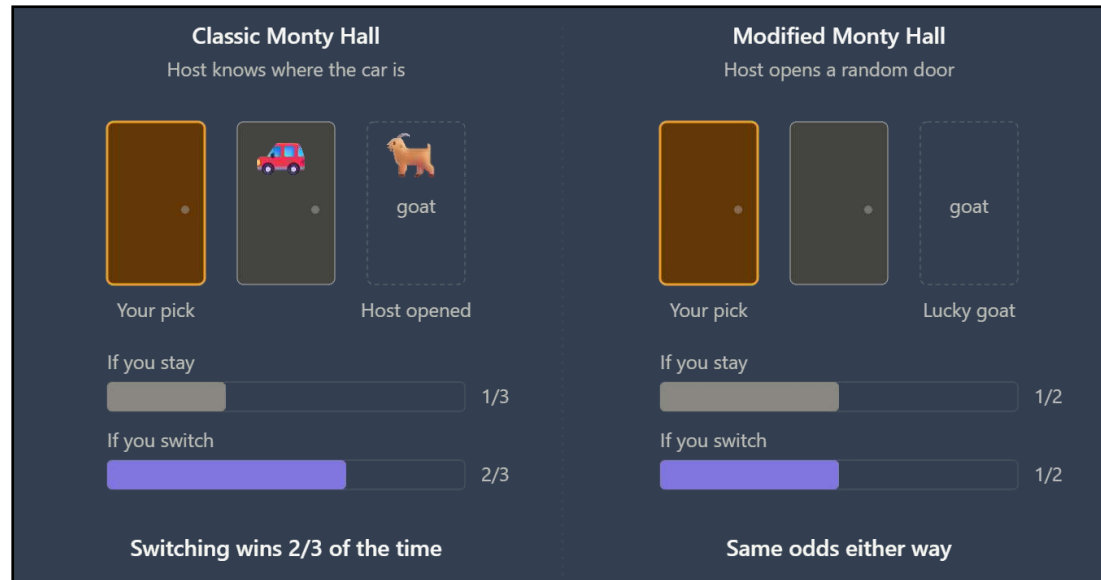 Classic Monty Hall
Host knows where the car is
goat
Your pick
Host opened
If you stay
1/3
If you switch
2/3
Switching wins 2/3 of the time
Modified Monty Hall
Host opens a random door
goat
Your pick
Lucky goat
If you stay
1/2
If you switch
1/2
Same odds either way